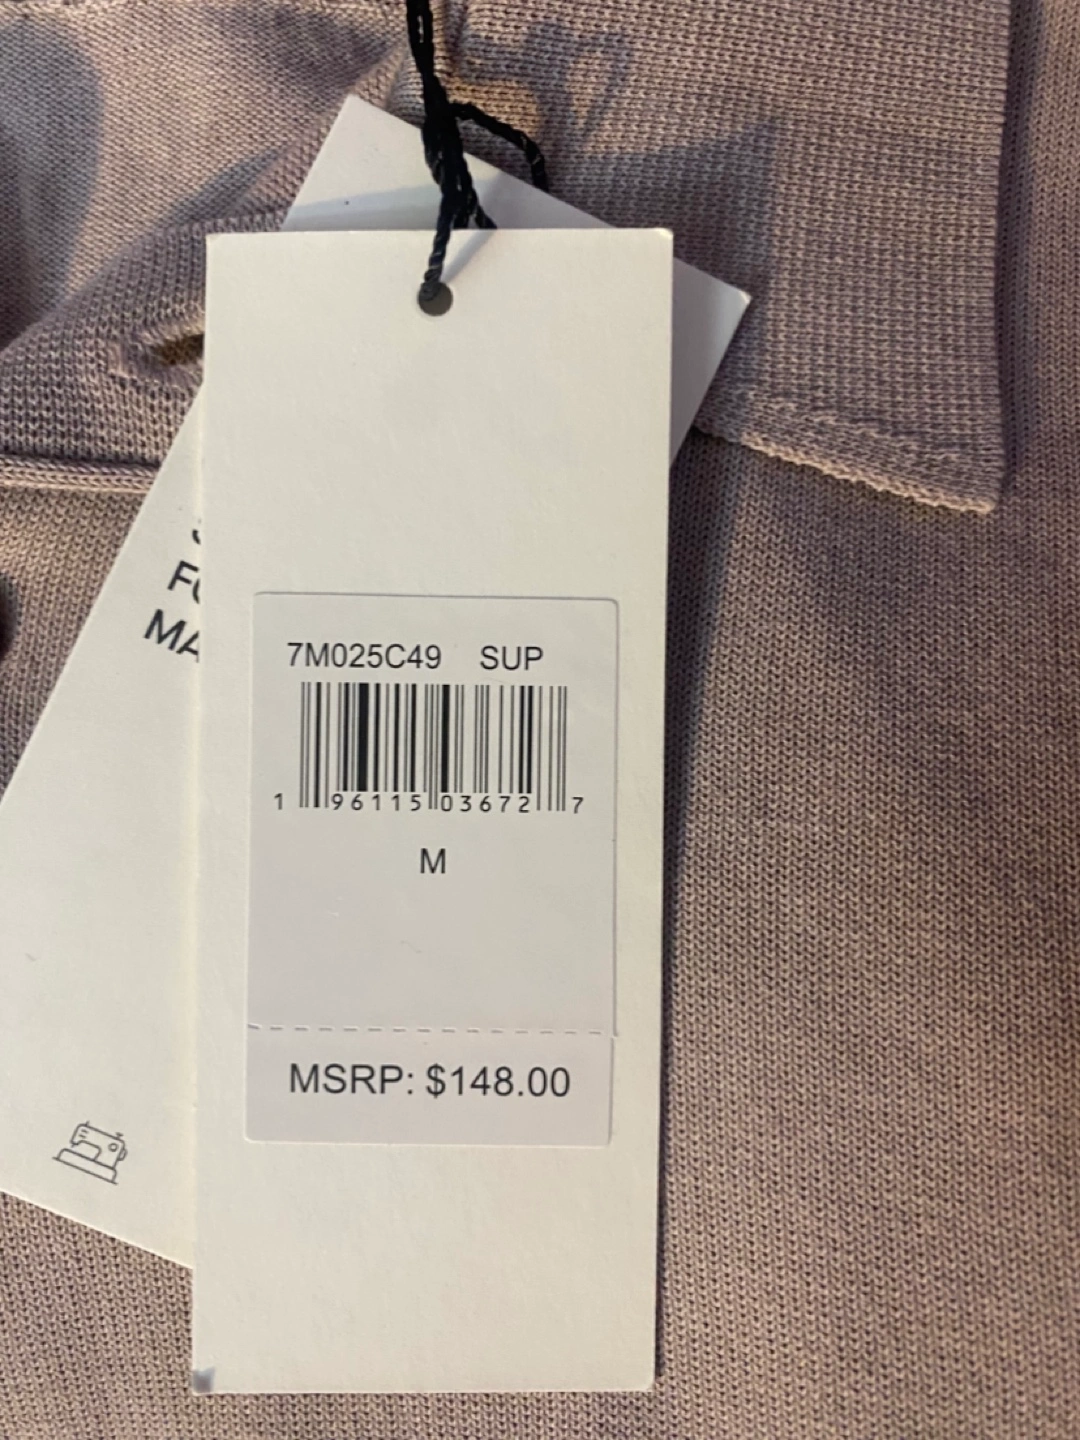 7M025C49 SUP
1 96115 03672 7
M
MSRP: $148.00